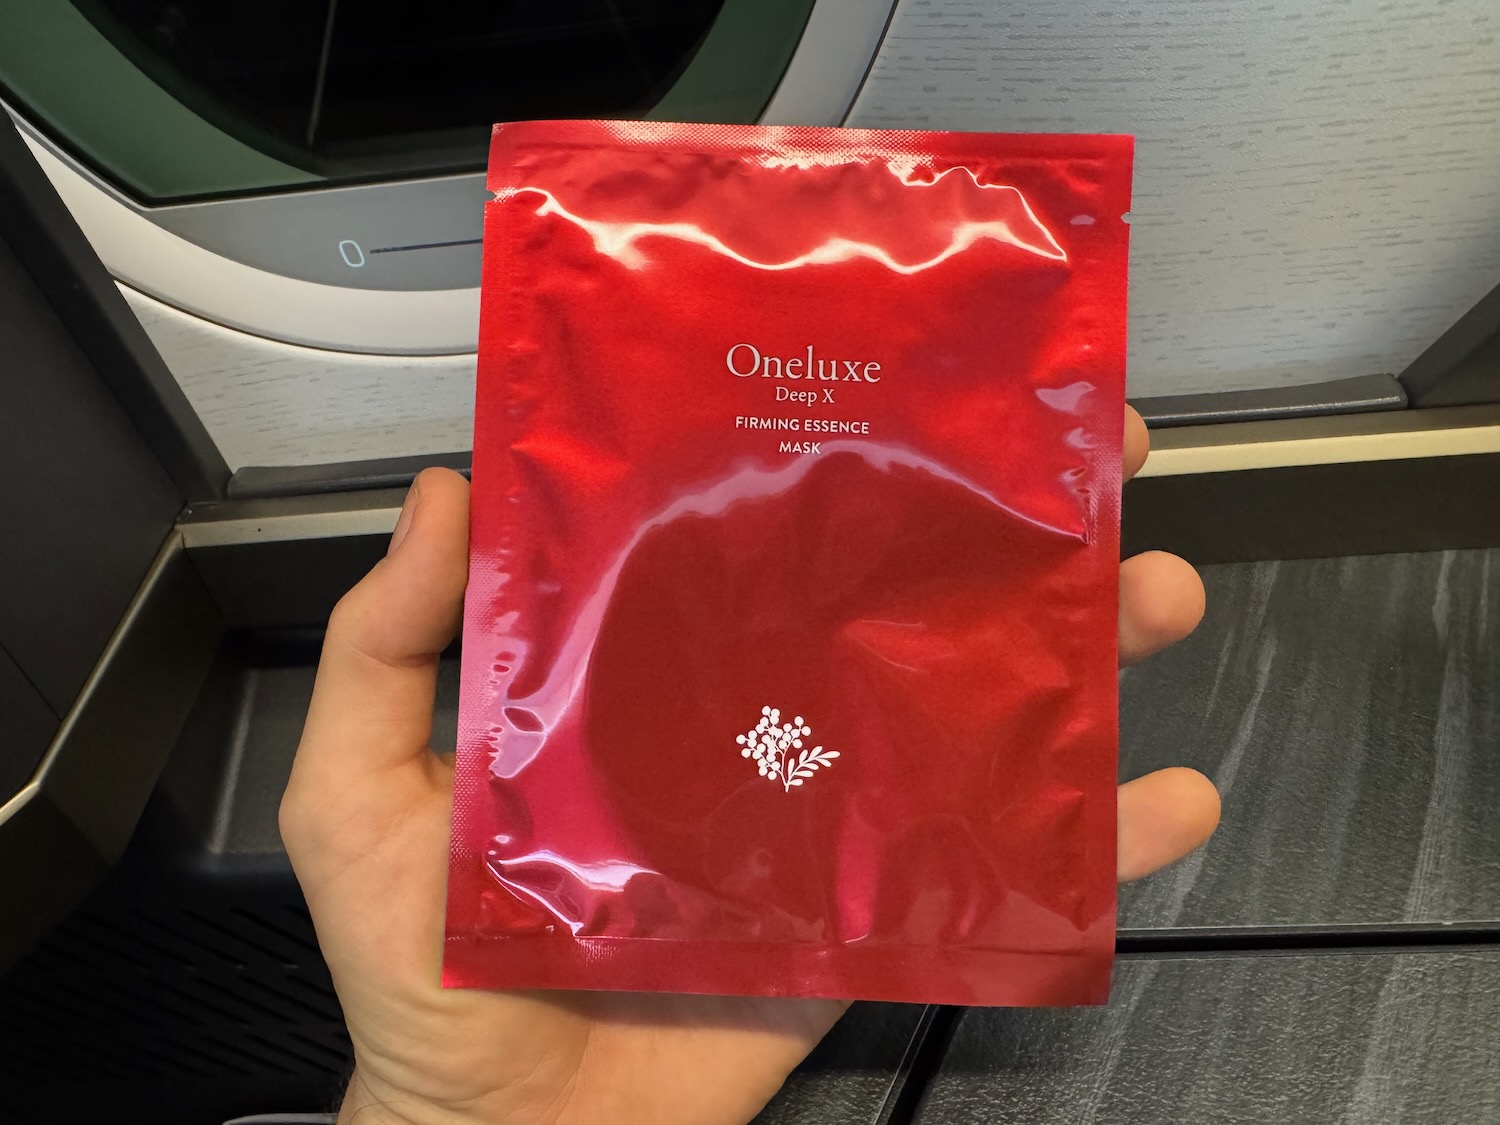 Oneluxe
Deep X
FIRMING ESSENCE
MASK